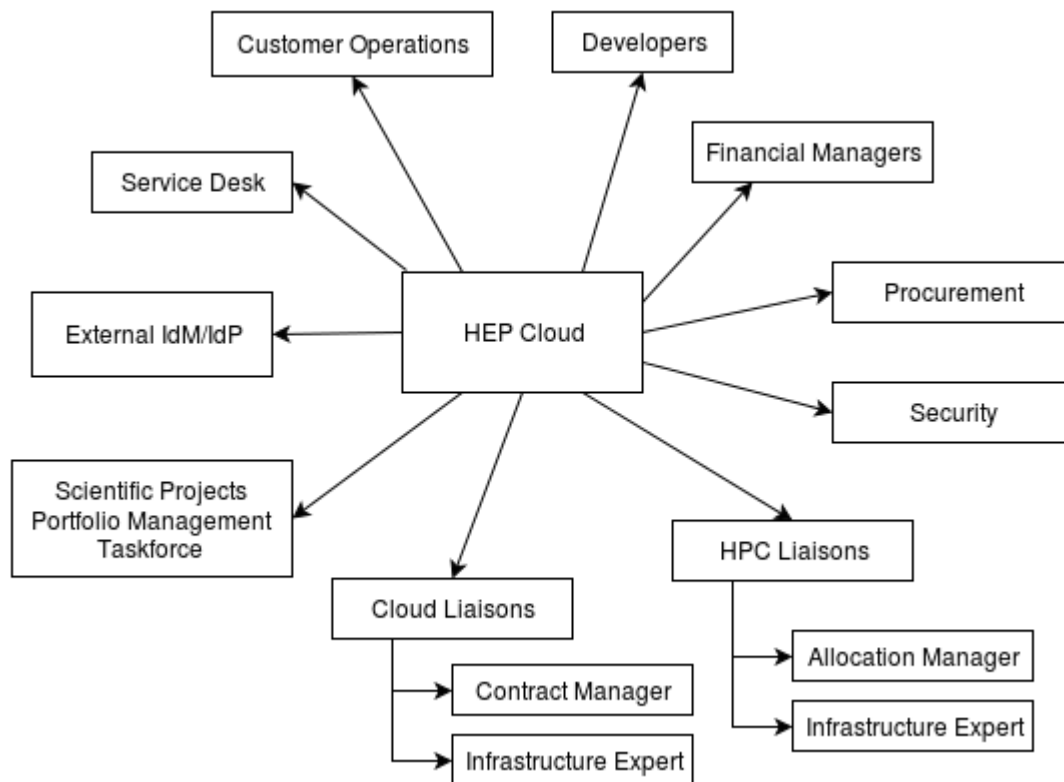 Customer Operations
Developers
Financial Managers
Service Desk
Procurement
External IdM/IdP
HEP Cloud
Security
Scientific Projects
Portfolio Management
Taskforce
HPC Liaisons
Cloud Liaisons
Allocation Manager
Contract Manager
Infrastructure Expert
Infrastructure Expert